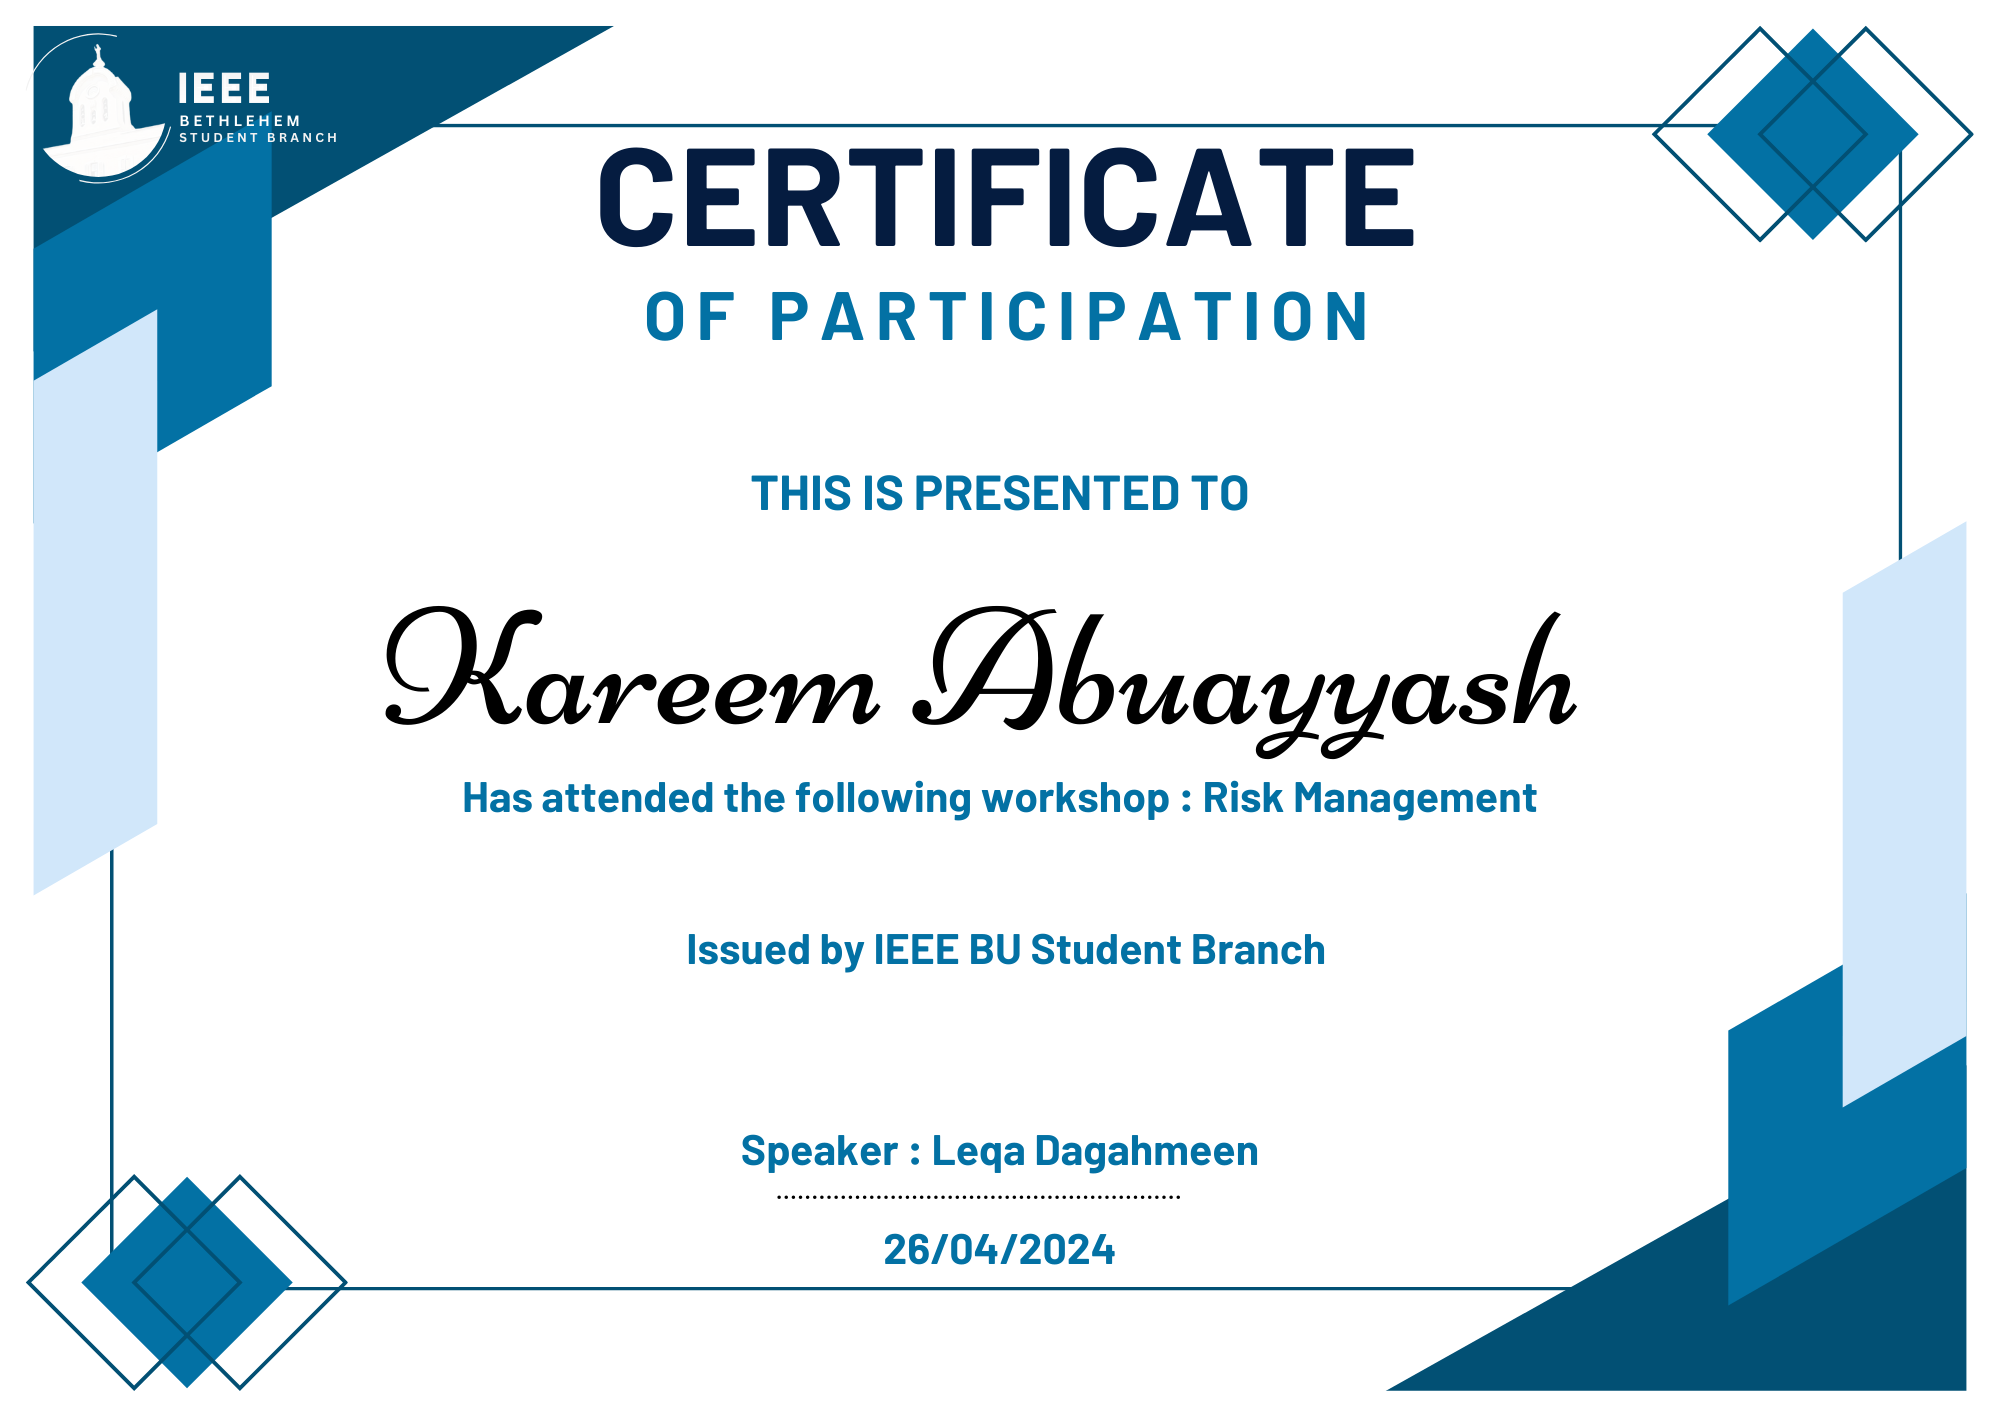 IEEE
BETHLEHEM
STUDENT BRANCH
CERTIFICATE
OF PARTICIPATION
THIS IS PRESENTED TO
Kareem Abuayyash
Has attended the following workshop : Risk Management
Issued by IEEE BU Student Branch
Speaker : Leqa Dagahmeen
26/04/2024